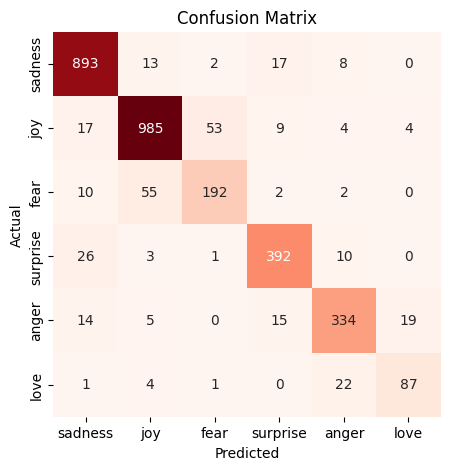 Confusion Matrix
Actual
sadness 893 13 2 17 8 0
joy 17 985 53 9 4 4
fear 10 55 192 2 2 0
surprise 26 3 1 392 10 0
anger 14 5 0 15 334 19
love 1 4 1 0 22 87
sadness joy fear surprise anger love
Predicted